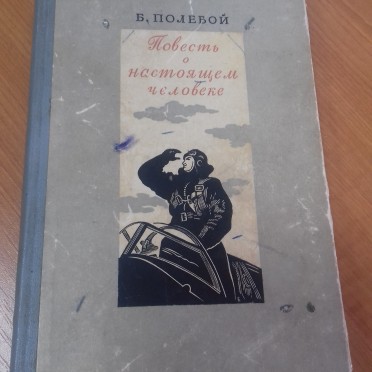 Б. ПОЛЕВОЙ
Повесть
о
настоящем
человеке